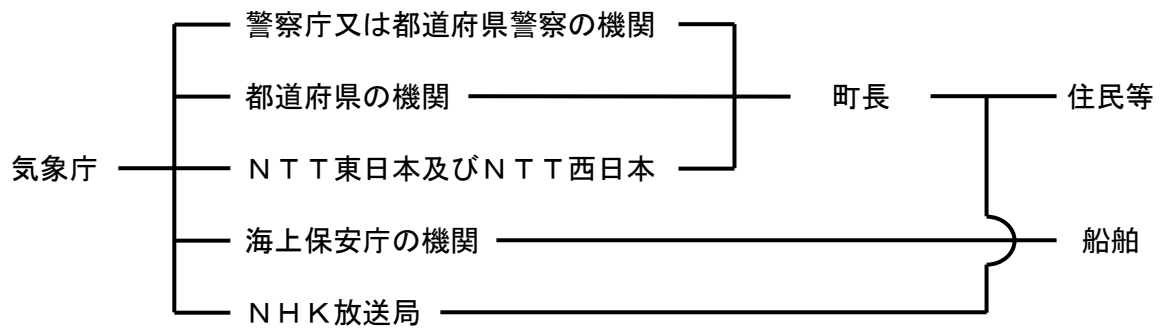 警察庁又は都道府県警察の機関
都道府県の機関
町長
住民等
気象庁
ＮＴＴ東日本及びＮＴＴ西日本
海上保安庁の機関
船舶
ＮＨＫ放送局